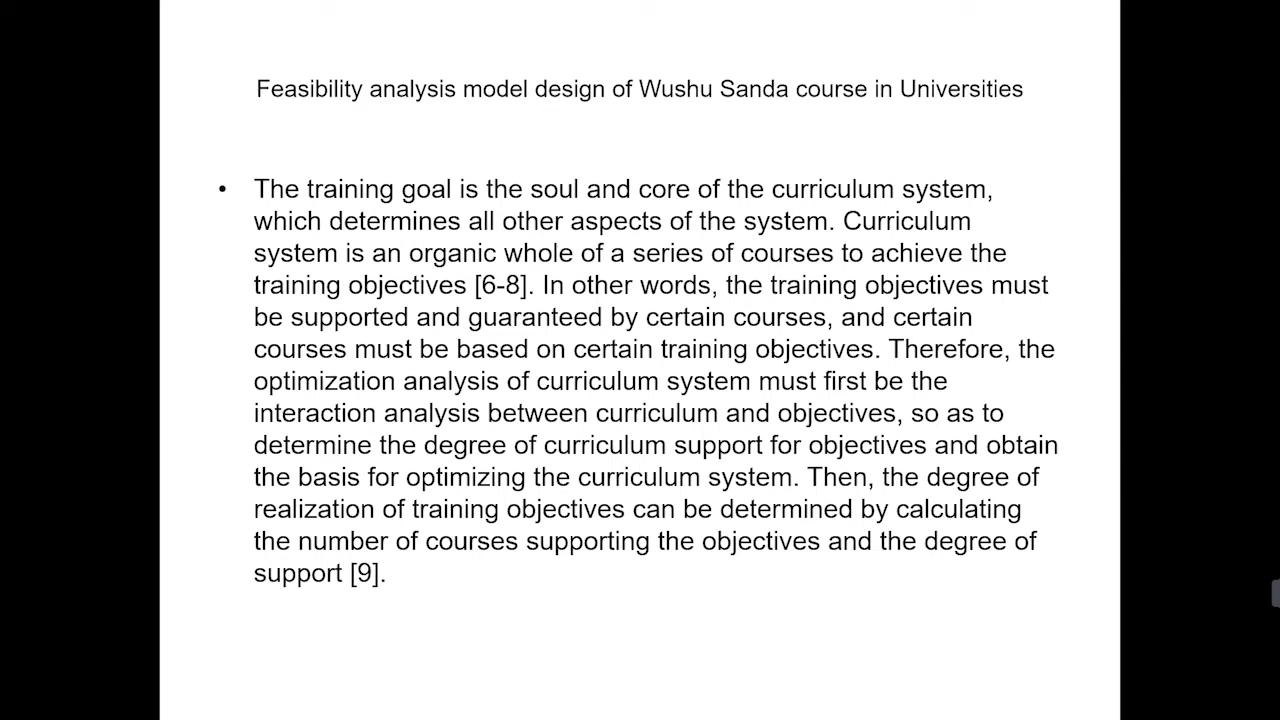 Feasibility analysis model design of Wushu Sanda course in Universities
• The training goal is the soul and core of the curriculum system,
which determines all other aspects of the system. Curriculum
system is an organic whole of a series of courses to achieve the
training objectives [6-8]. In other words, the training objectives must
be supported and guaranteed by certain courses, and certain
courses must be based on certain training objectives. Therefore, the
optimization analysis of curriculum system must first be the
interaction analysis between curriculum and objectives, so as to
determine the degree of curriculum support for objectives and obtain
the basis for optimizing the curriculum system. Then, the degree of
realization of training objectives can be determined by calculating
the number of courses supporting the objectives and the degree of
support [9].